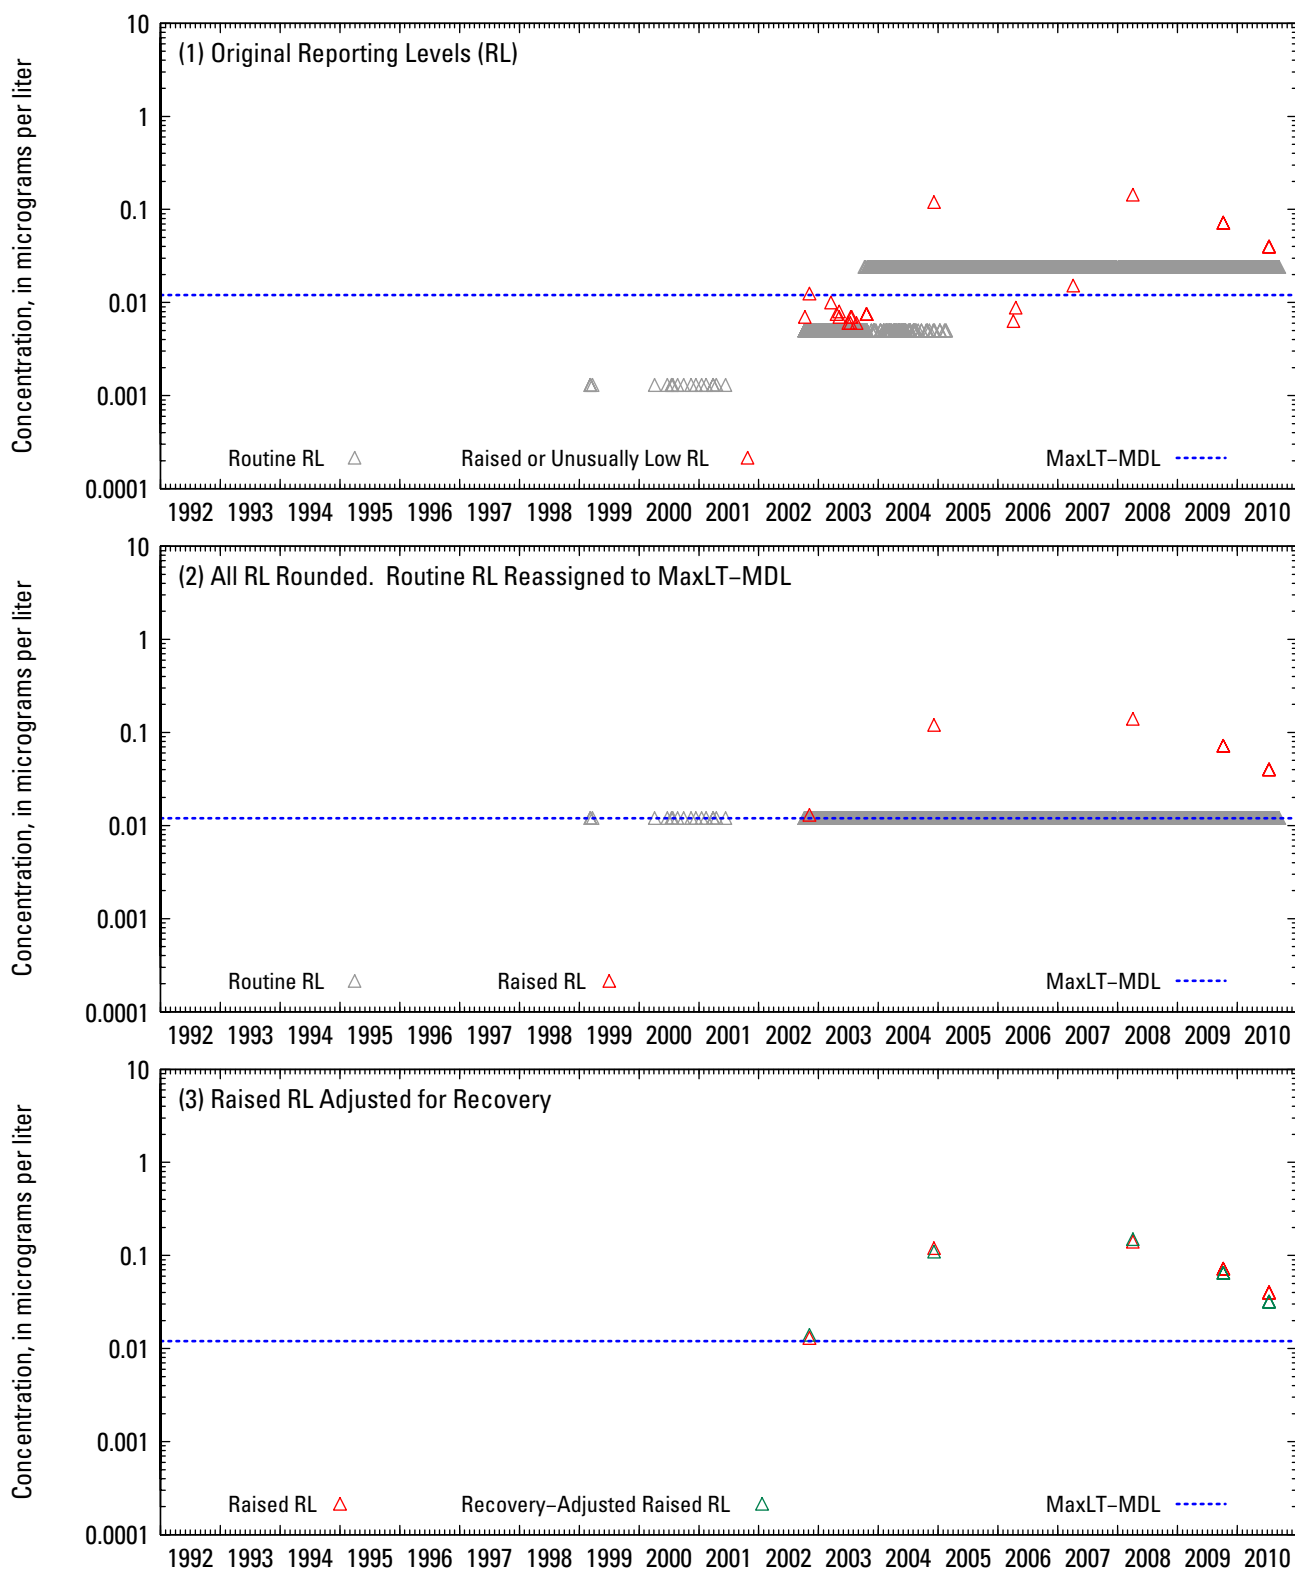 (1) Original Reporting Levels (RL)
Concentration, in micrograms per liter
10
1
0.1
0.01
0.001
0.0001
Routine RL
Raised or Unusually Low RL
MaxLT−MDL
1992 1993 1994 1995 1996 1997 1998 1999 2000 2001 2002 2003 2004 2005 2006 2007 2008 2009 2010
(2) All RL Rounded. Routine RL Reassigned to MaxLT−MDL
Concentration, in micrograms per liter
10
1
0.1
0.01
0.001
0.0001
Routine RL
Raised RL
MaxLT−MDL
1992 1993 1994 1995 1996 1997 1998 1999 2000 2001 2002 2003 2004 2005 2006 2007 2008 2009 2010
(3) Raised RL Adjusted for Recovery
Concentration, in micrograms per liter
10
1
0.1
0.01
0.001
0.0001
Raised RL
Recovery−Adjusted Raised RL
MaxLT−MDL
1992 1993 1994 1995 1996 1997 1998 1999 2000 2001 2002 2003 2004 2005 2006 2007 2008 2009 2010